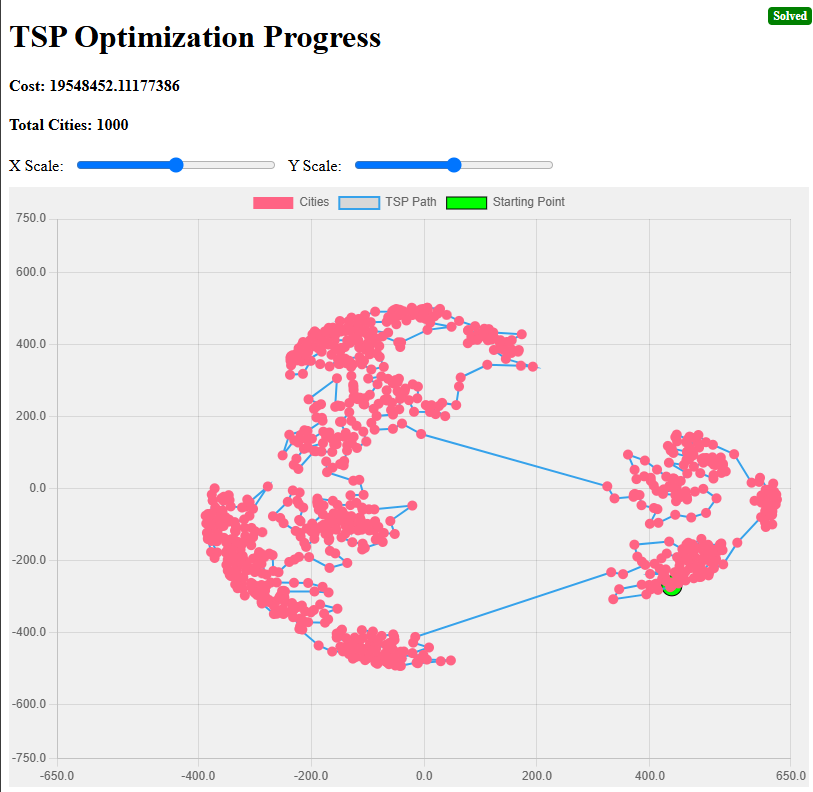 Solved
TSP Optimization Progress
Cost: 19548452.11177386
Total Cities: 1000
X Scale: Y Scale:
Cities TSP Path Starting Point
750.0
600.0
400.0
200.0
0.0
-200.0
-400.0
-600.0
-750.0
-650.0 -400.0 -200.0 0.0 200.0 400.0 650.0